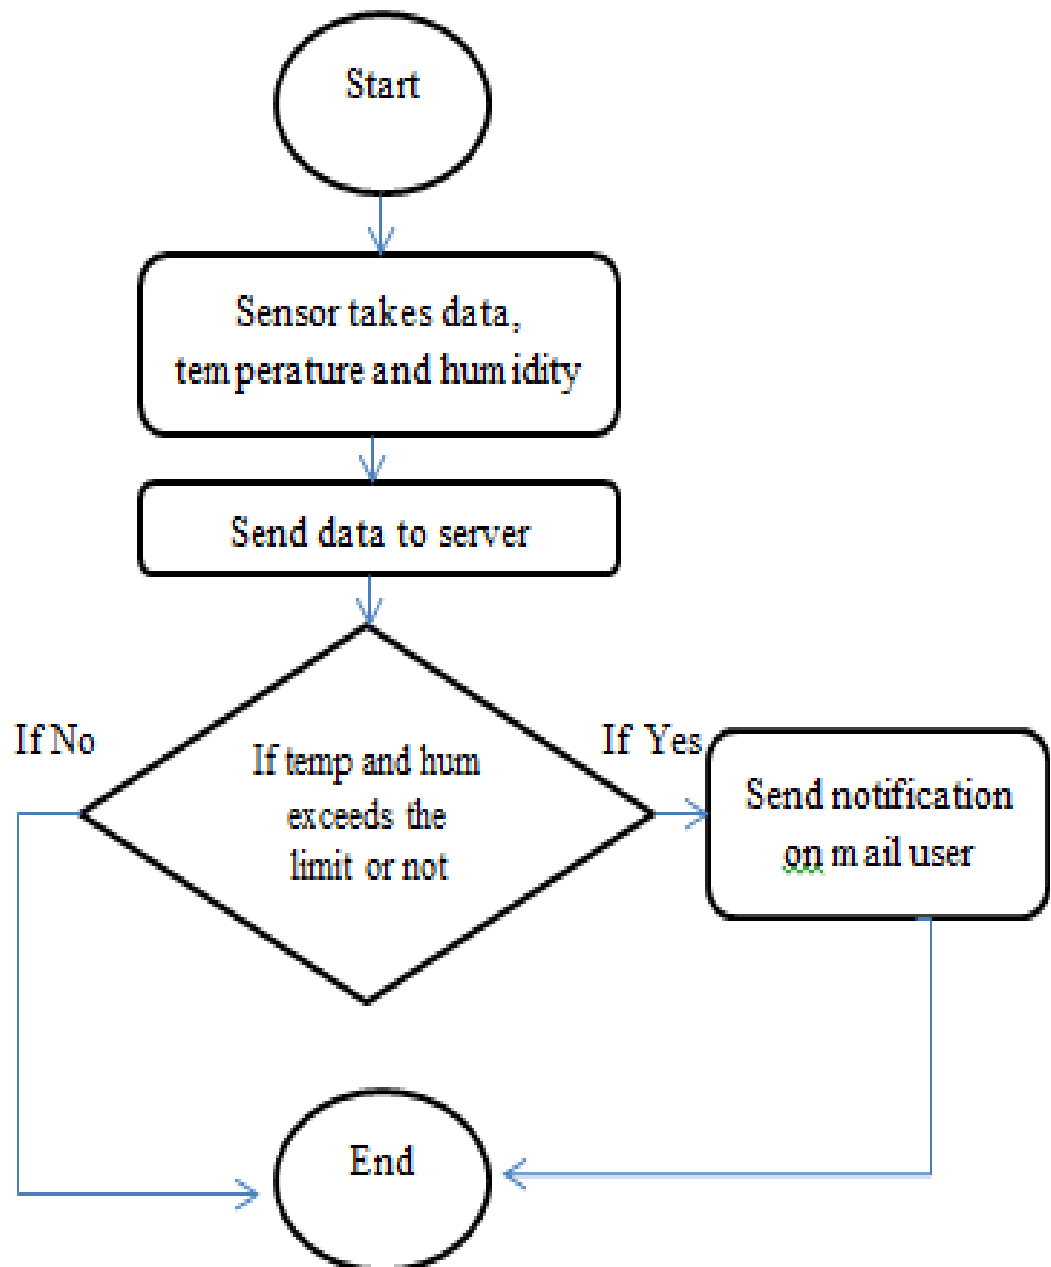 Start
Sensor takes data,
temperature and humidity
Send data to server
If No
If temp and hum
exceeds the
limit or not
If Yes
Send notification
on mail user
End